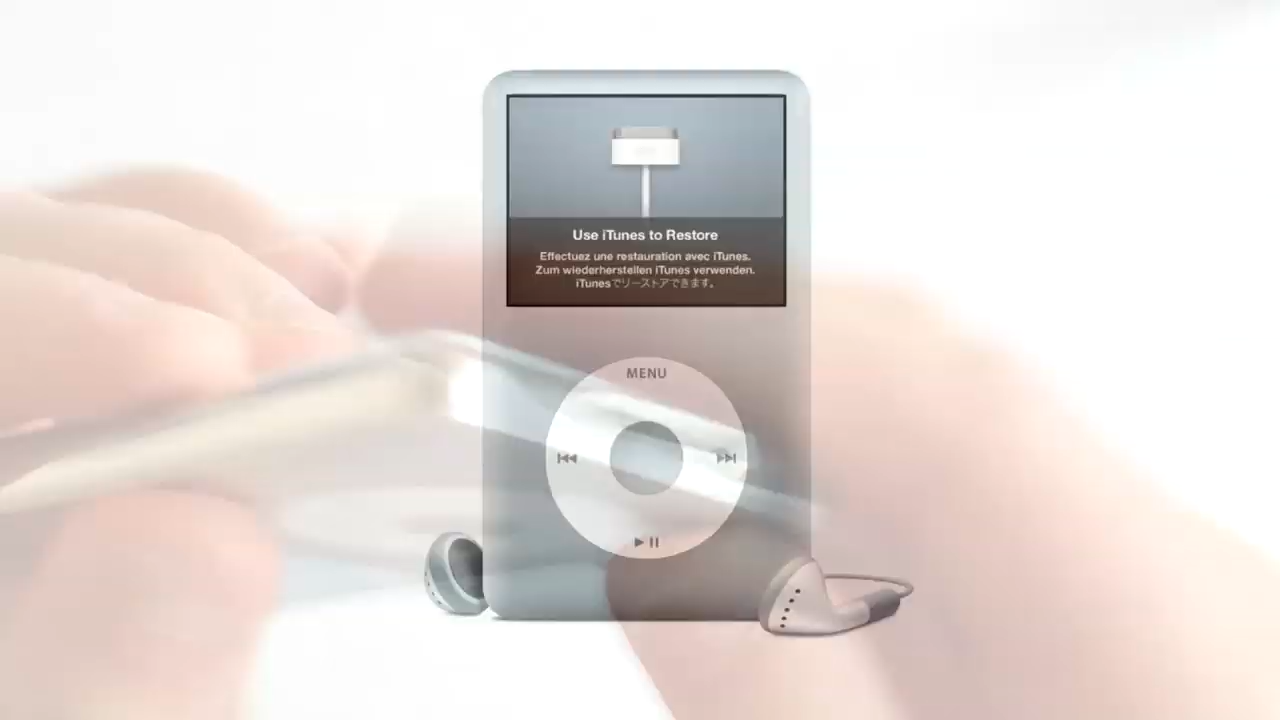 Use iTunes to Restore
Effectuez une restauration avec iTunes.
Zum wiederherstellen iTunes verwenden.
iTunesでリーストアできます。
MENU